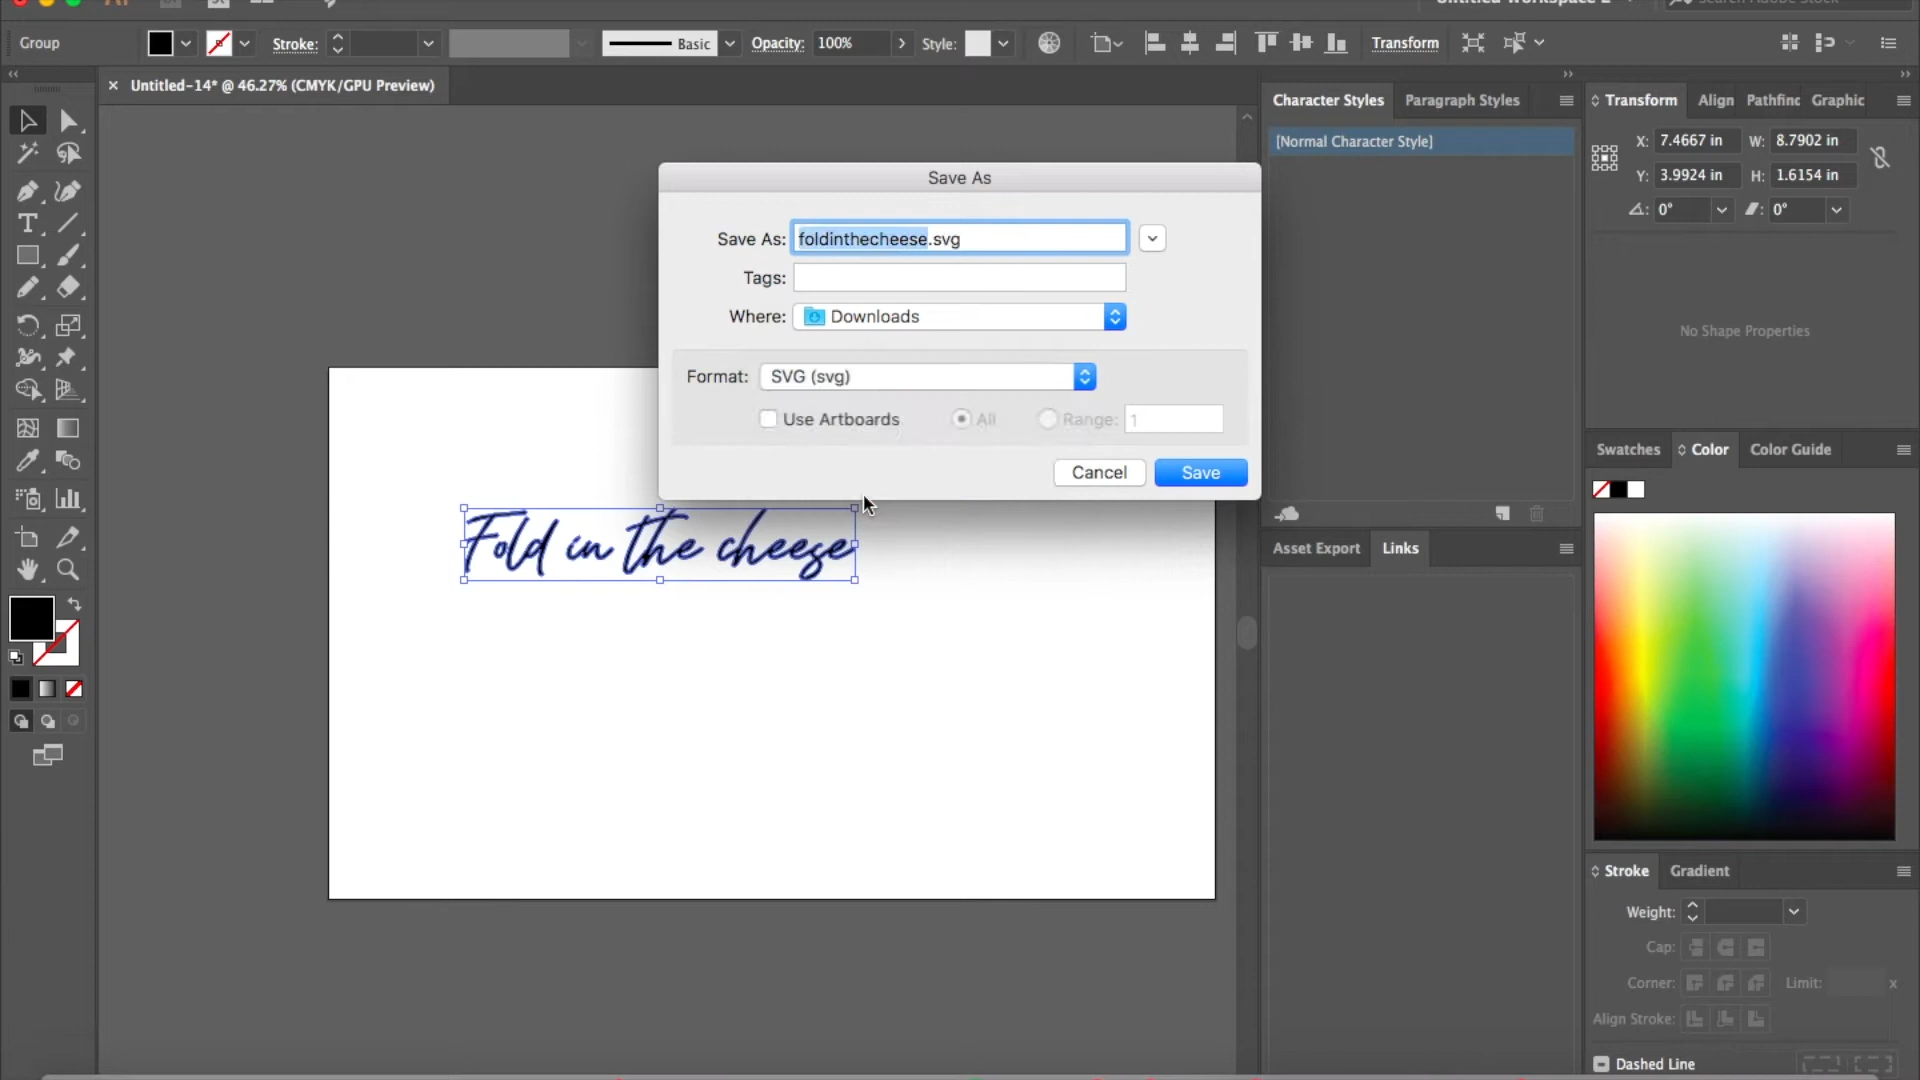 Group
Stroke:
Basic
Opacity:
100%
Style:
Transform
Untitled-14* @ 46.27% (CMYK/GPU Preview)
Character Styles
Paragraph Styles
[Normal Character Style]
Transform
Align
Pathfinc
Graphic
X:
7.4667 in
W:
8.7902 in
Y:
3.9924 in
H:
1.6154 in
0°
0°
No Shape Properties
Save As
Save As:
foldinthecheese.svg
Tags:
Where:
Downloads
Format:
SVG (svg)
Use Artboards
All
Range:
1
Cancel
Save
Fold in the cheese
Asset Export
Links
Swatches
Color
Color Guide
Stroke
Gradient
Weight:
Cap:
Corner:
Limit:
x
Align Stroke:
Dashed Line